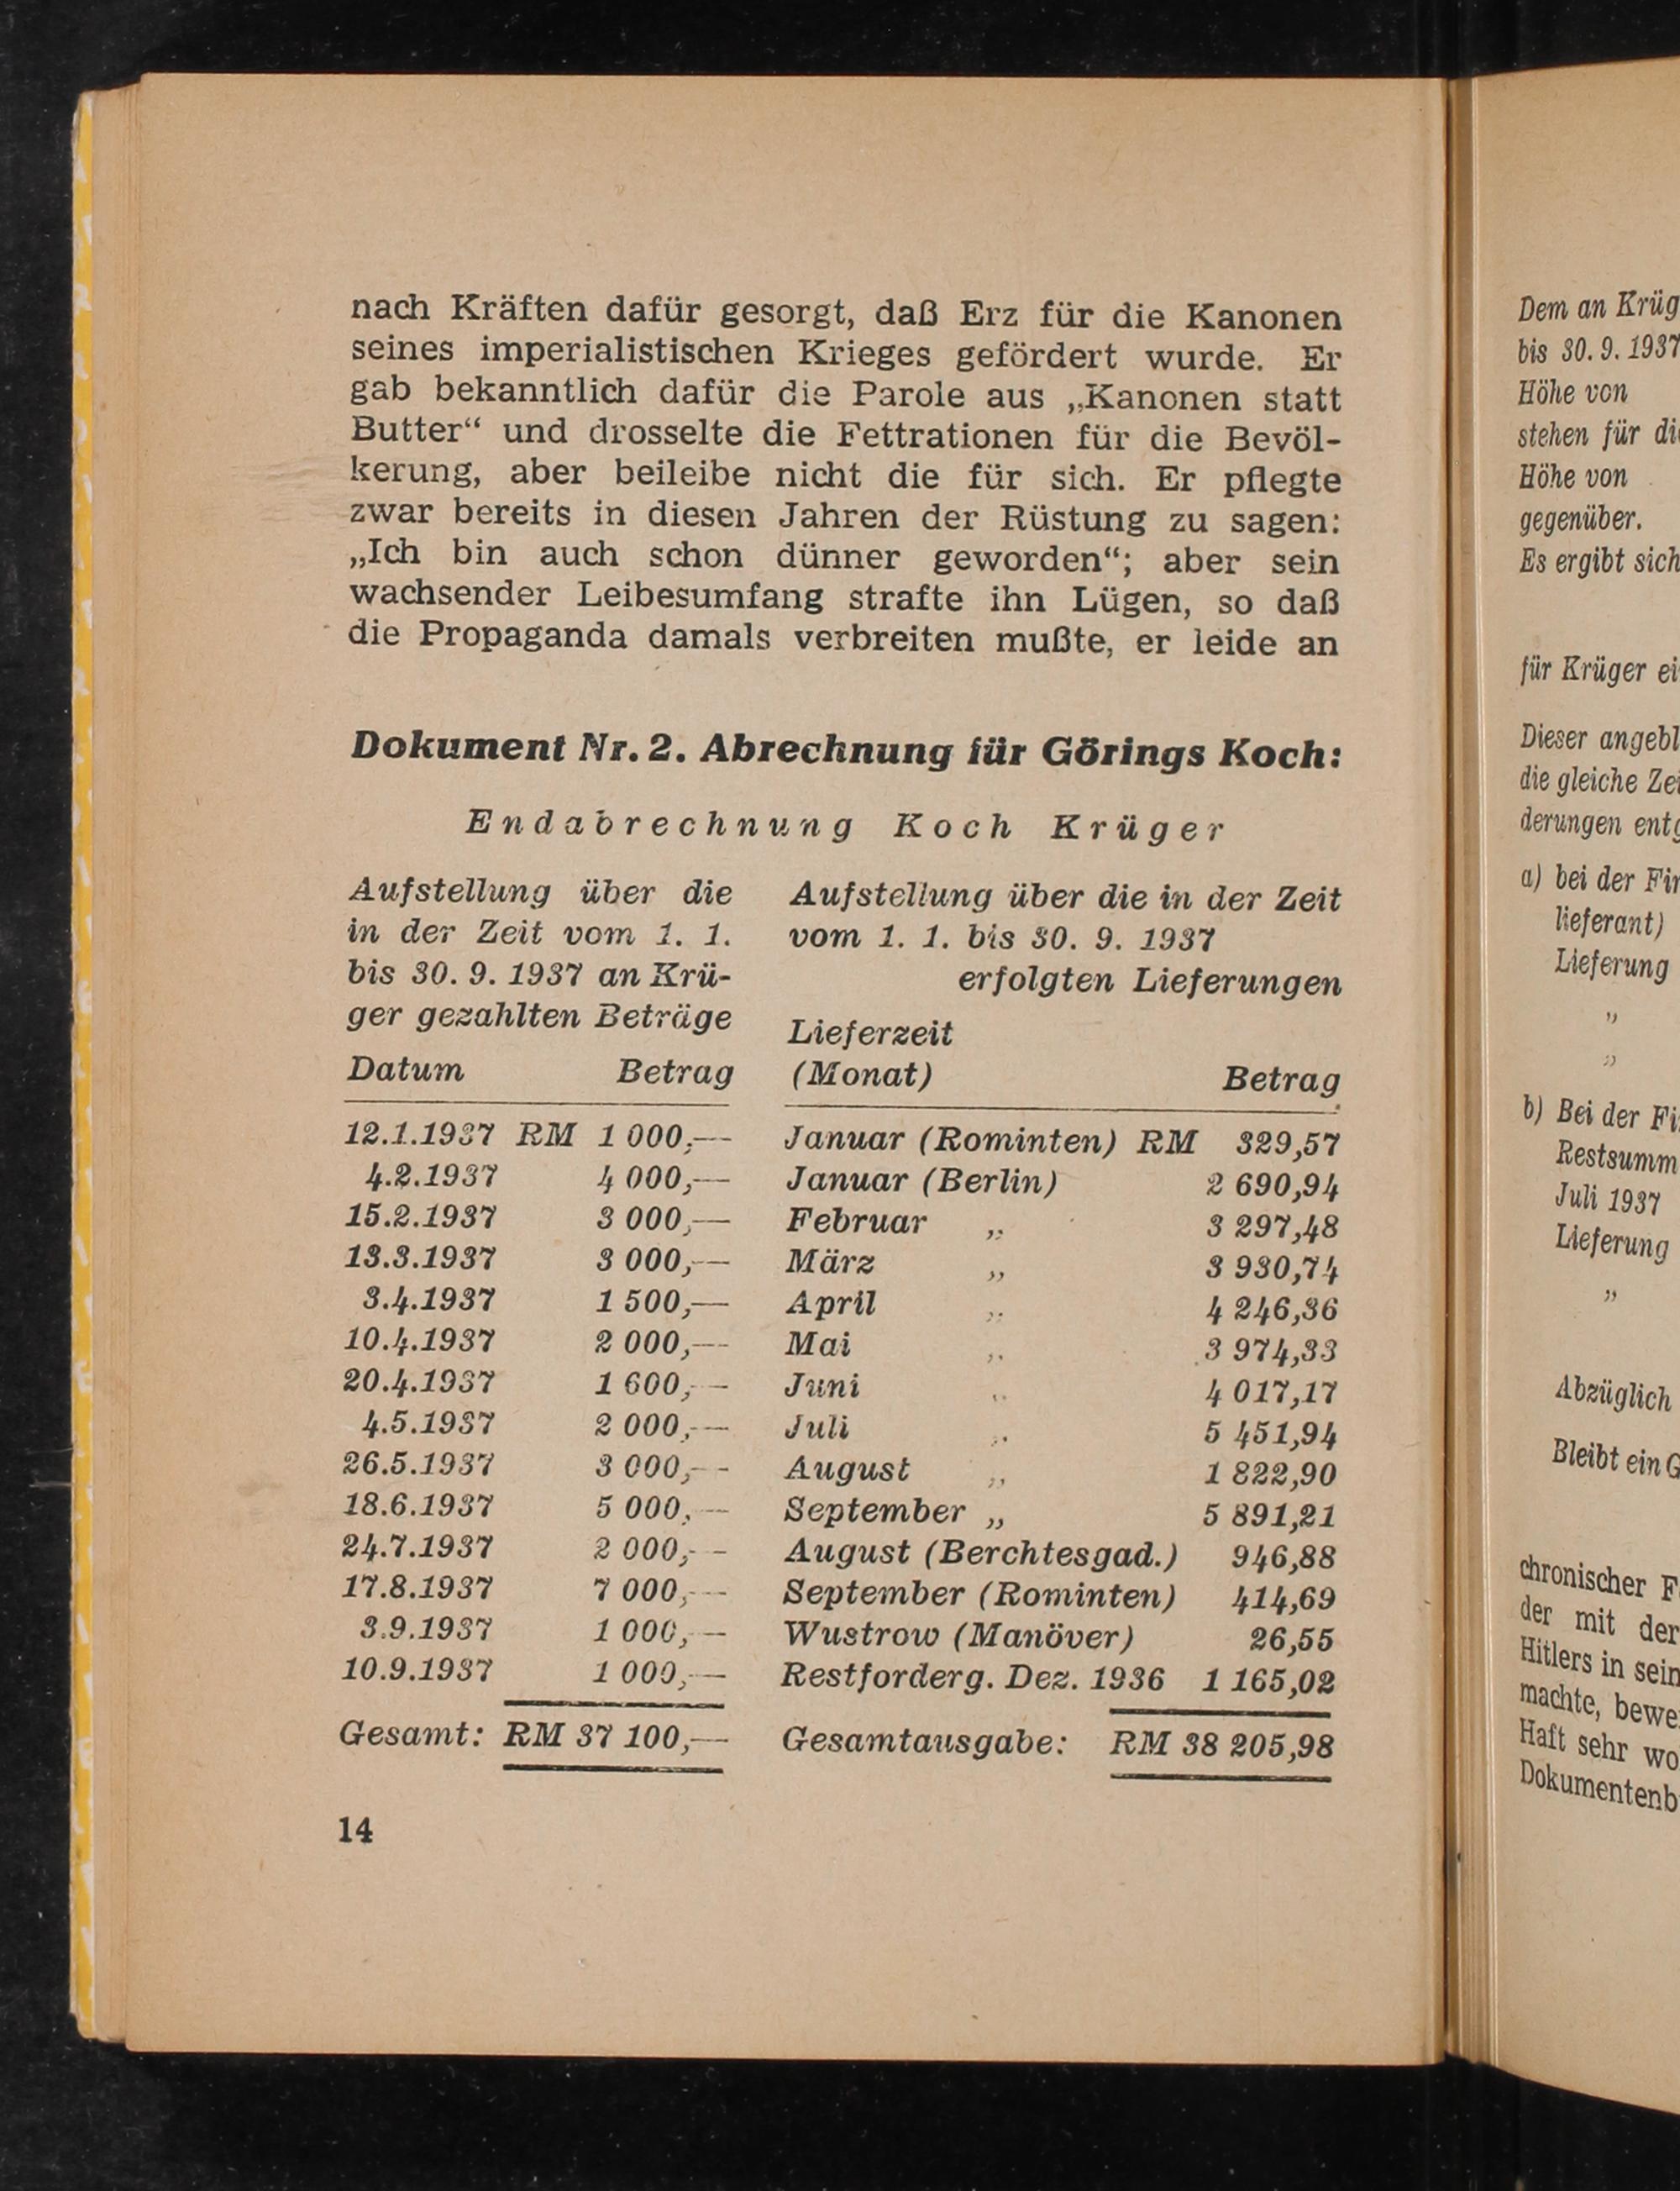 nach Kräften dafür gesorgt, daß Erz für die Kanonen
seines imperialistischen Krieges gefördert wurde. Er
gab bekanntlich dafür die Parole aus „Kanonen statt
Butter“ und drosselte die Fettrationen für die Bevöl-
kerung, aber beileibe nicht die für sich. Er pflegte
zwar bereits in diesen Jahren der Rüstung zu sagen:
„Ich bin auch schon dünner geworden“; aber sein
wachsender Leibesumfang strafte ihn Lügen, so daß
die Propaganda damals verbreiten mußte, er leide an
Dokument Nr. 2. Abrechnung für Görings Koch:
Endabrechnung Koch Krüger
Aufstellung über die
in der Zeit vom 1. 1.
bis 30. 9. 1937 an Krü-
ger gezahlten Beträge
Datum Betrag
12.1.1937 RM 1 000,—
4.2.1937 4 000,—
15.2.1937 3 000,—
13.3.1937 3 000,—
3.4.1937 1 500,—
10.4.1937 2 000,—
20.4.1937 1 600,—
4.5.1937 2 000,—
26.5.1937 3 000,—
18.6.1937 5 000,—
24.7.1937 2 000,—
17.8.1937 7 000,—
3.9.1937 1 000,—
10.9.1937 1 000,—
Gesamt: RM 37 100,—
Aufstellung über die in der Zeit
vom 1. 1. bis 30. 9. 1937
erfolgten Lieferungen
Lieferzeit
(Monat) Betrag
Januar (Rominten) RM 329,57
Januar (Berlin) 2 690,94
Februar „ 3 297,48
März „ 3 930,74
April „ 4 246,36
Mai „ 3 974,33
Juni „ 4 017,17
Juli „ 5 451,94
August „ 1 822,90
September „ 5 891,21
August (Berchtesgad.) 946,88
September (Rominten) 414,69
Wustrow (Manöver) 26,55
Restforderg. Dez. 1936 1 165,02
Gesamtausgabe: RM 38 205,98
14
Dem an Krüg
bis 30. 9. 1937
Höhe von
stehen für di
Höhe von
gegenüber.
Es ergibt sich
für Krüger ei
Dieser angebl
die gleiche Zei
derungen entg
a) bei der Fir
lieferant)
Lieferung
„
„
b) Bei der Fi
Restsumm
Juli 1937
Lieferung
„
Abzüglich
Bleibt ein G
chronischer F
der mit der
Hitlers in sein
machte, bewe
Haft sehr wo
Dokumentenb